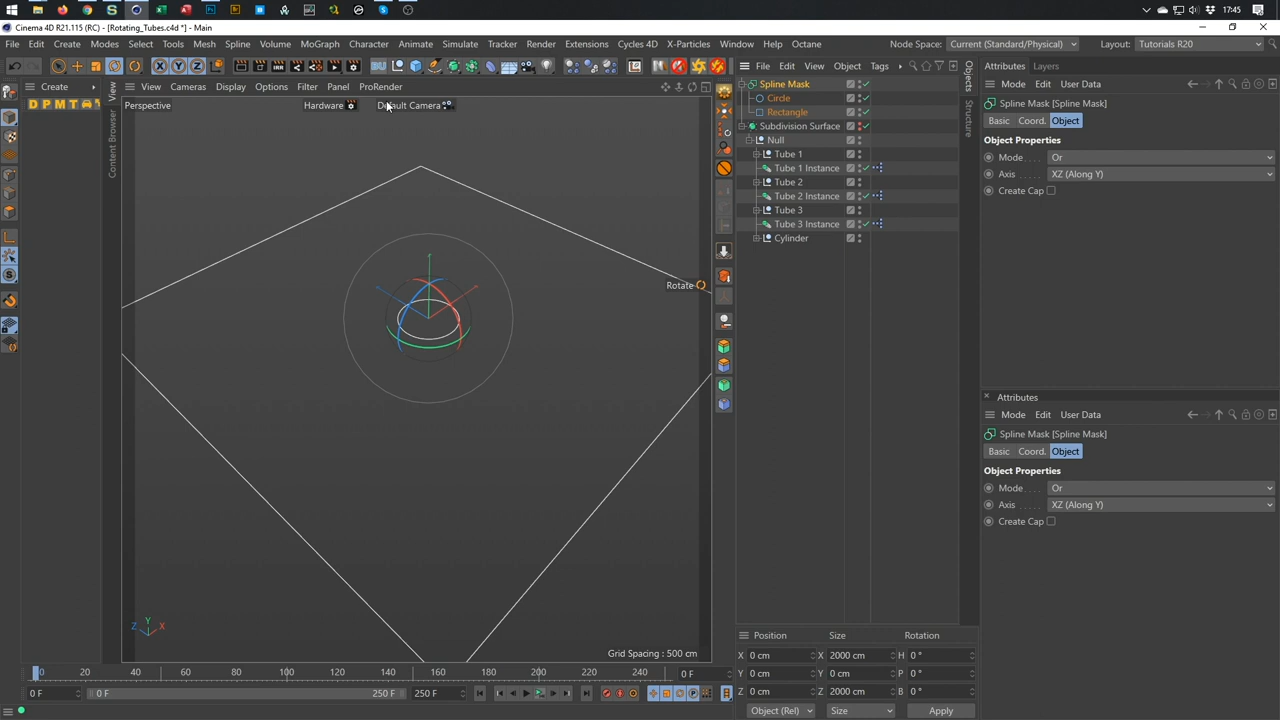 17:45
Cinema 4D R21.115 (RC) - [Rotating_Tubes.c4d *] - Main
File Edit Create Modes Select Tools Mesh Spline Volume MoGraph Character Animate Simulate Tracker Render Extensions Cycles 4D X-Particles Window Help Octane
Node Space: Current (Standard/Physical) Layout: Tutorials R20
X Y Z
IRR
BU
Create
D P M T
View Cameras Display Options Filter Panel ProRender
Perspective Hardware Default Camera
View
Content Browser
Rotate
Y
Z X
Grid Spacing : 500 cm
File Edit View Object Tags
Objects
Structure
Spline Mask
Circle
Rectangle
Subdivision Surface
Null
Tube 1
Tube 1 Instance
Tube 2
Tube 2 Instance
Tube 3
Tube 3 Instance
Cylinder
Attributes Layers
Mode Edit User Data
Spline Mask [Spline Mask]
Basic Coord. Object
Object Properties
Mode Or
Axis XZ (Along Y)
Create Cap
Attributes
Mode Edit User Data
Spline Mask [Spline Mask]
Basic Coord. Object
Object Properties
Mode Or
Axis XZ (Along Y)
Create Cap
Position Size Rotation
X 0 cm X 2000 cm H 0 °
Y 0 cm Y 0 cm P 0 °
Z 0 cm Z 2000 cm B 0 °
Object (Rel) Size Apply
0 20 40 60 80 100 120 140 160 180 200 220 240 0 F
0 F 0 F 250 F 250 F